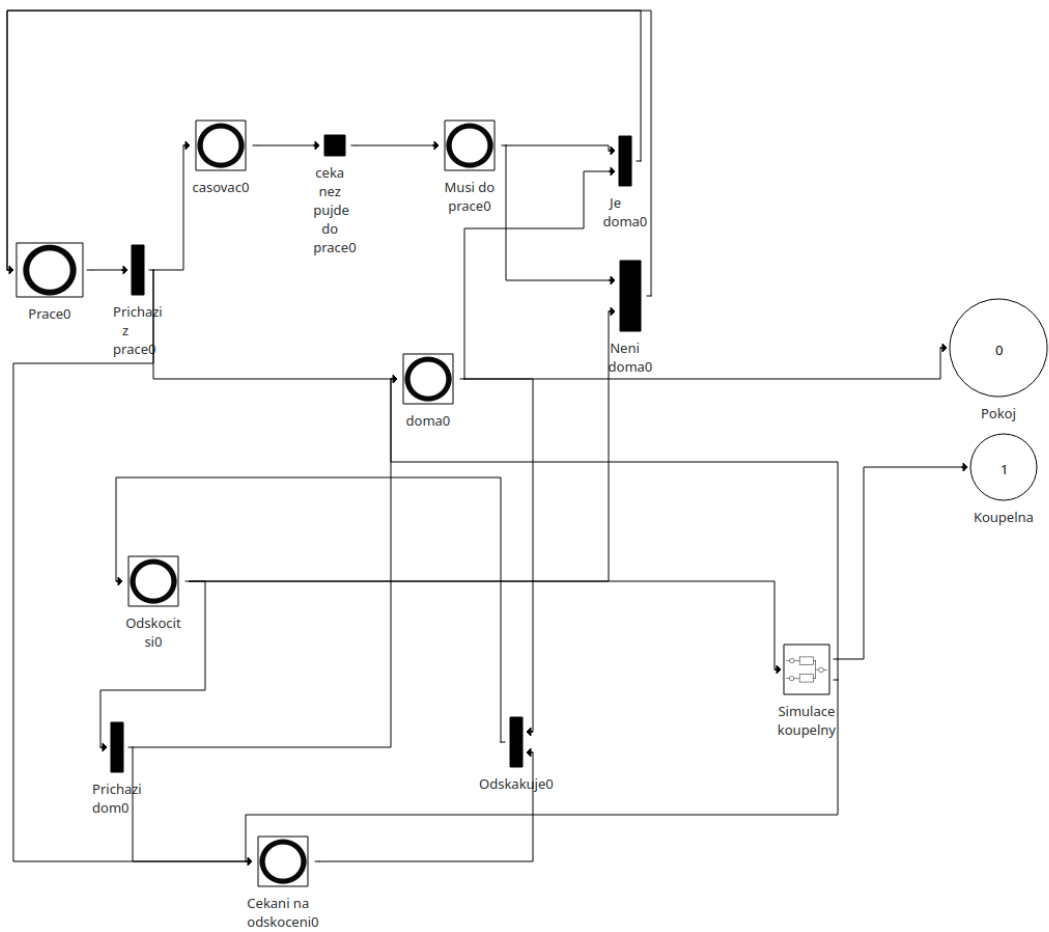 casovac0
ceka
nez
pujde
do
prace0
Musi do
prace0
Je
doma0
Prace0
Prichazi
z
prace0
Neni
doma0
0
Pokoj
doma0
1
Koupelna
Odskocit
si0
Simulace
koupelny
Prichazi
dom0
Odskakuje0
Cekani na
odskoceni0